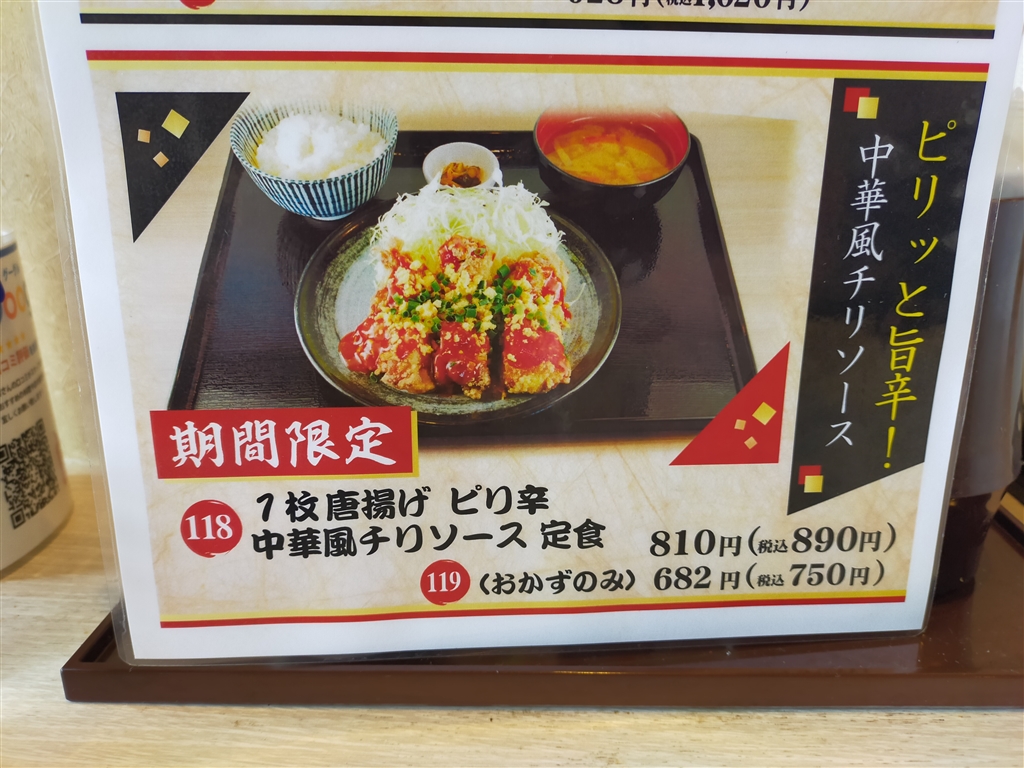 ピリッと旨辛!
中華風チリソース
期間限定
118
1枚唐揚げ ピリ辛
中華風チリソース 定食
810円(税込890円)
119
(おかずのみ) 682円(税込750円)